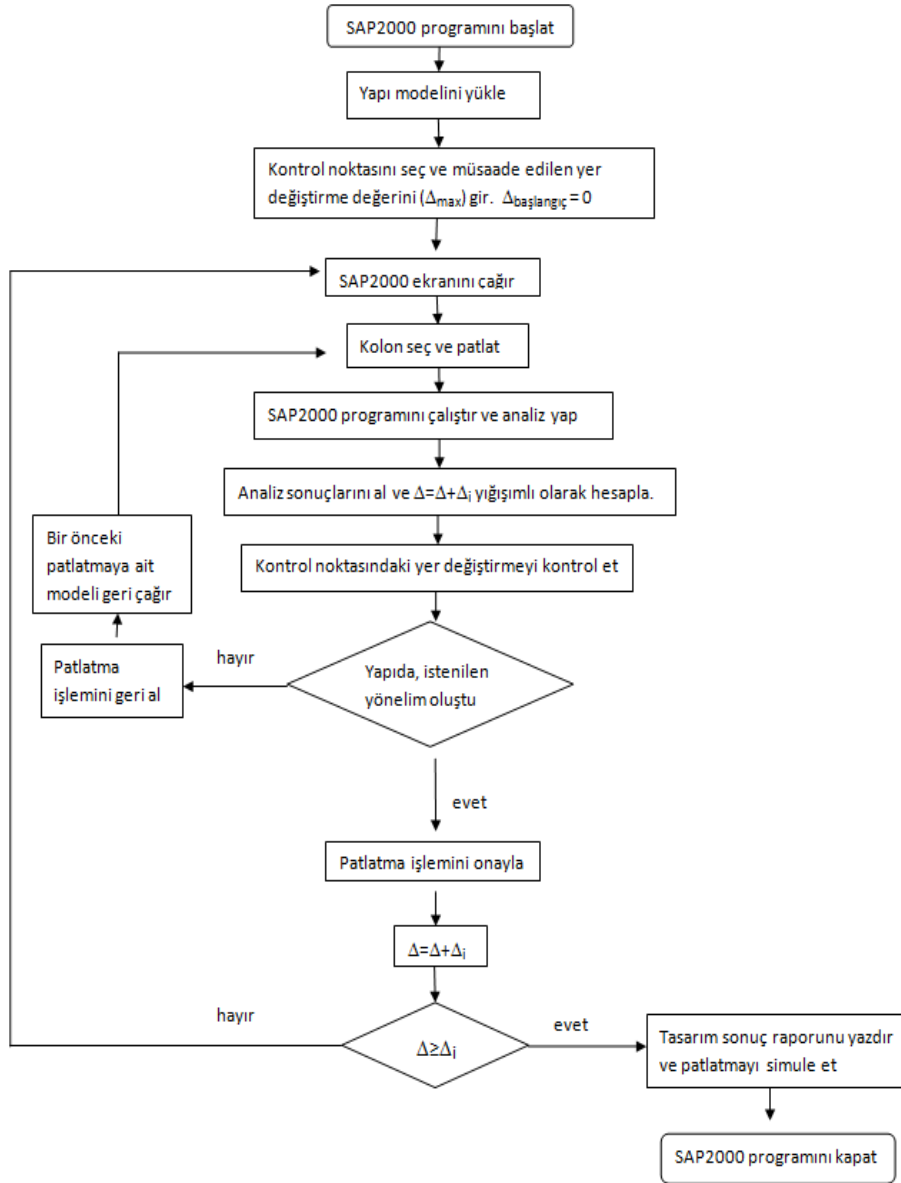 SAP2000 programını başlat
Yapı modelini yükle
Kontrol noktasını seç ve müsaade edilen yer
değiştirme değerini (Δmax) gir. Δbaşlangıç = 0
SAP2000 ekranını çağır
Kolon seç ve patlat
SAP2000 programını çalıştır ve analiz yap
Analiz sonuçlarını al ve Δ=Δ+Δi yığışımlı olarak hesapla.
Kontrol noktasındaki yer değiştirmeyi kontrol et
Yapıda, istenilen
yönelim oluştu
hayır
Patlatma
işlemini geri al
Bir önceki
patlatmaya ait
modeli geri çağır
evet
Patlatma işlemini onayla
Δ=Δ+Δi
Δ≥Δi
hayır
evet
Tasarım sonuç raporunu yazdır
ve patlatmayı simule et
SAP2000 programını kapat